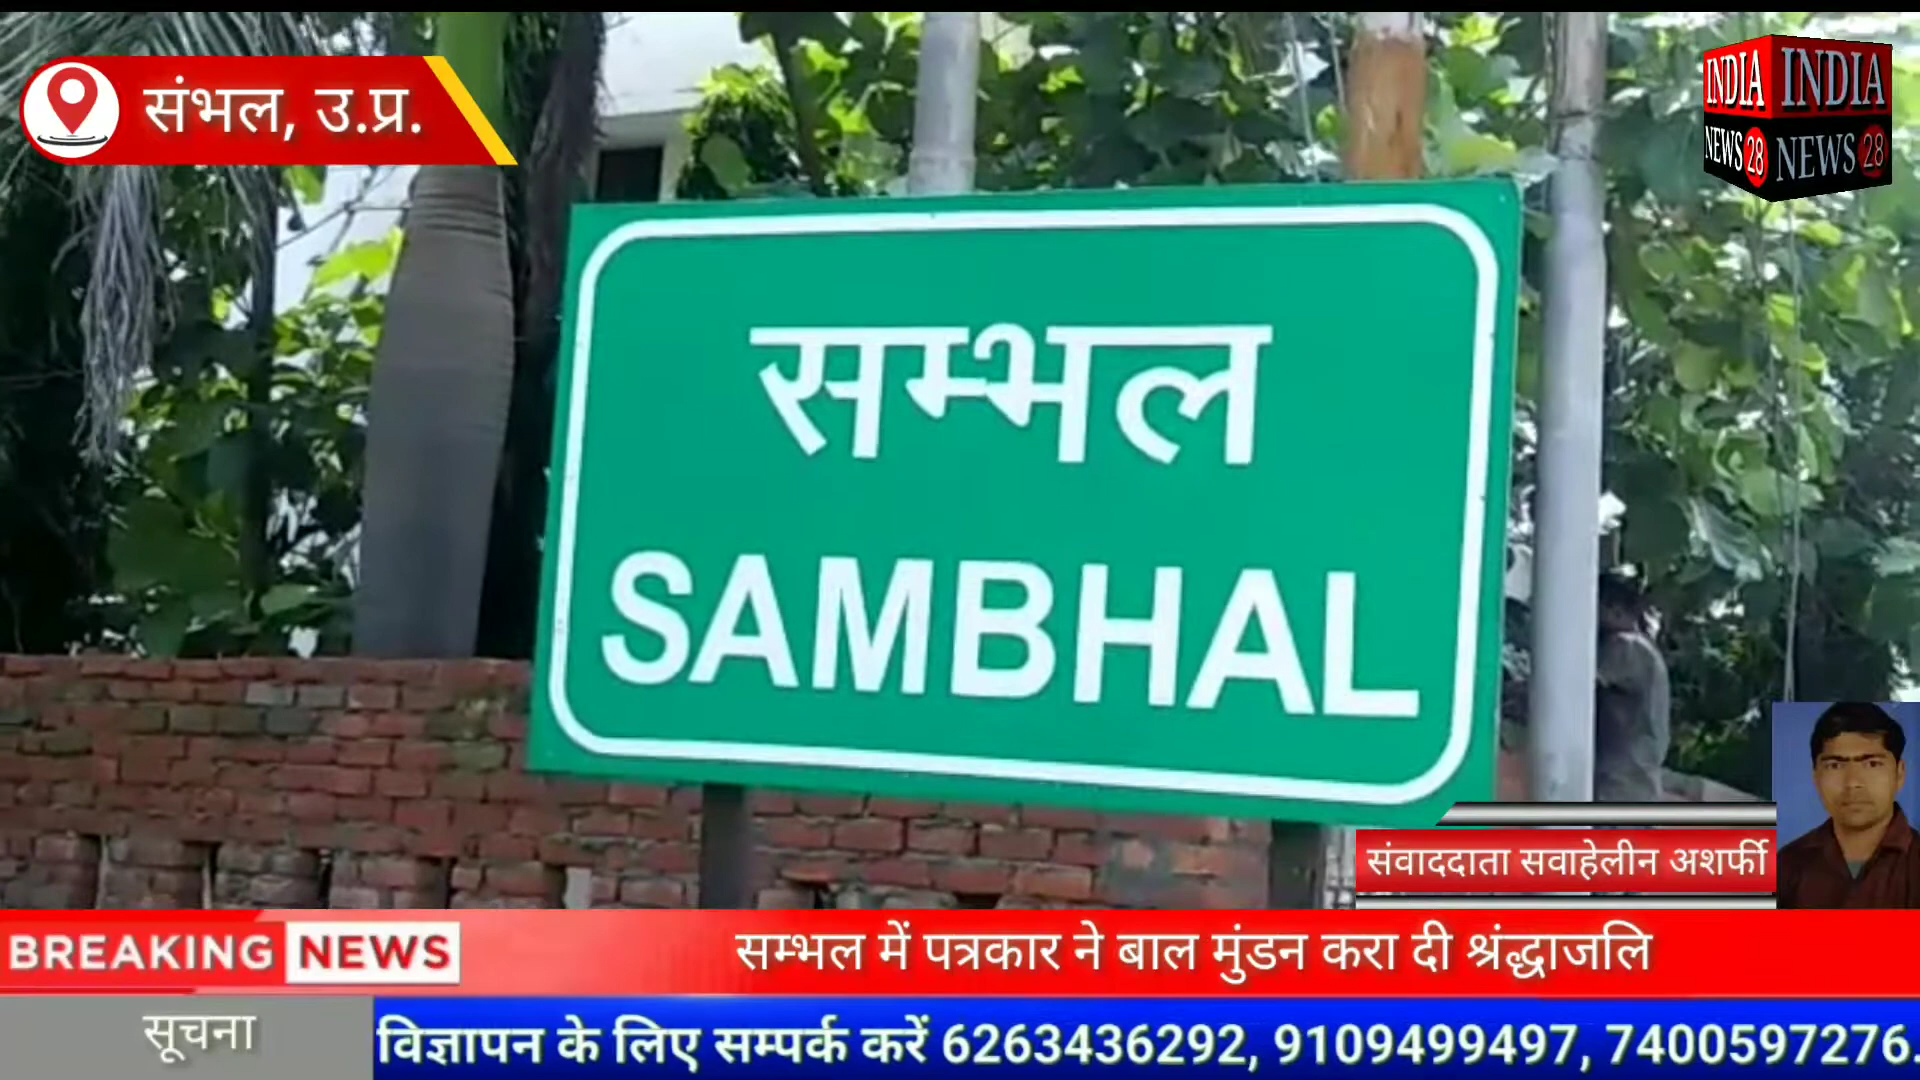 संभल, उ.प्र.
INDIA INDIA
NEWS 28 NEWS 28
सम्भल
SAMBHAL
संवाददाता सवाहेलीन अशर्फी
BREAKING NEWS
सम्भल में पत्रकार ने बाल मुंडन करा दी श्रंद्धाजलि
सूचना
विज्ञापन के लिए सम्पर्क करें 6263436292, 9109499497, 7400597276.